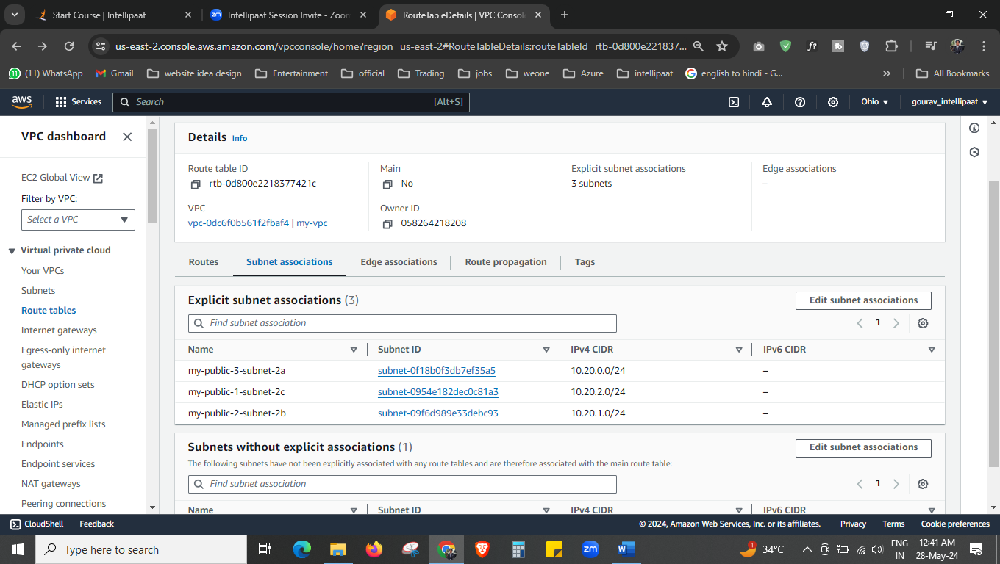 Start Course | Intellipaat
zm Intellipaat Session Invite - Zoom
RouteTableDetails | VPC Consol
us-east-2.console.aws.amazon.com/vpcconsole/home?region=us-east-2#RouteTableDetails:routeTableId=rtb-0d800e221837...
(11) WhatsApp Gmail website idea design Entertainment official Trading jobs weone Azure intellipaat english to hindi - G... All Bookmarks
aws Services Search [Alt+S] Ohio gourav_intellipaat
VPC dashboard
EC2 Global View
Filter by VPC:
Select a VPC
Virtual private cloud
Your VPCs
Subnets
Route tables
Internet gateways
Egress-only internet
gateways
DHCP option sets
Elastic IPs
Managed prefix lists
Endpoints
Endpoint services
NAT gateways
Peering connections
Details Info
Route table ID
rtb-0d800e2218377421c
VPC
vpc-0dc6f0b561f2fbaf4 | my-vpc
Main
No
Owner ID
058264218208
Explicit subnet associations
3 subnets
Edge associations
–
Routes Subnet associations Edge associations Route propagation Tags
Explicit subnet associations (3) Edit subnet associations
Find subnet association 1
Name Subnet ID IPv4 CIDR IPv6 CIDR
my-public-3-subnet-2a subnet-0f18b0f3db7ef35a5 10.20.0.0/24 –
my-public-1-subnet-2c subnet-0954e182dec0c81a3 10.20.2.0/24 –
my-public-2-subnet-2b subnet-09f6d989e33debc93 10.20.1.0/24 –
Subnets without explicit associations (1) Edit subnet associations
The following subnets have not been explicitly associated with any route tables and are therefore associated with the main route table:
Find subnet association 1
Name Subnet ID IPv4 CIDR IPv6 CIDR
CloudShell Feedback © 2024, Amazon Web Services, Inc. or its affiliates. Privacy Terms Cookie preferences
Type here to search zm 34°C ENG 12:41 AM
IN 28-May-24